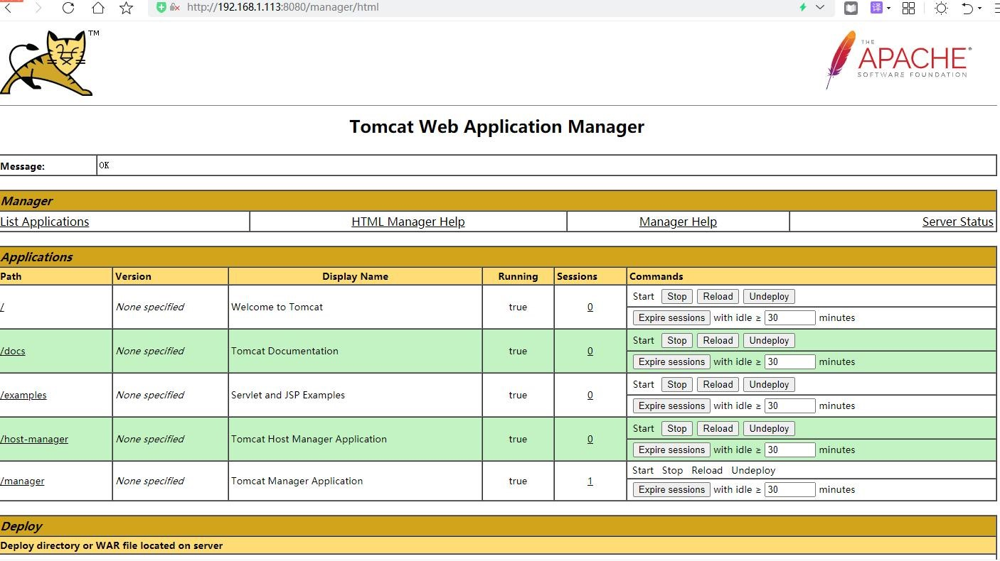 http://192.168.1.113:8080/manager/html
译
TM
THE
APACHE®
SOFTWARE FOUNDATION
Tomcat Web Application Manager
Message: OK
Manager
List Applications HTML Manager Help Manager Help Server Status
Applications
Path Version Display Name Running Sessions Commands
/ None specified Welcome to Tomcat true 0 Start Stop Reload Undeploy
Expire sessions with idle ≥ 30 minutes
/docs None specified Tomcat Documentation true 0 Start Stop Reload Undeploy
Expire sessions with idle ≥ 30 minutes
/examples None specified Servlet and JSP Examples true 0 Start Stop Reload Undeploy
Expire sessions with idle ≥ 30 minutes
/host-manager None specified Tomcat Host Manager Application true 0 Start Stop Reload Undeploy
Expire sessions with idle ≥ 30 minutes
/manager None specified Tomcat Manager Application true 1 Start Stop Reload Undeploy
Expire sessions with idle ≥ 30 minutes
Deploy
Deploy directory or WAR file located on server